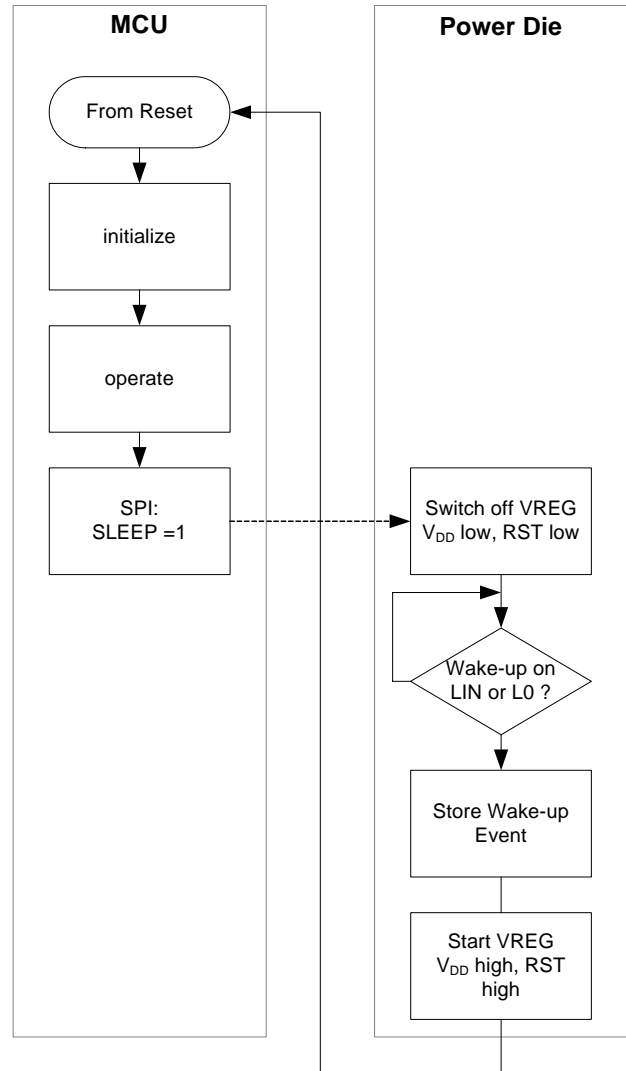 MCU
From Reset
initialize
operate
SPI:
SLEEP =1
Power Die
Switch off VREG
VDD low, RST low
Wake-up on
LIN or L0 ?
Store Wake-up
Event
Start VREG
VDD high, RST
high